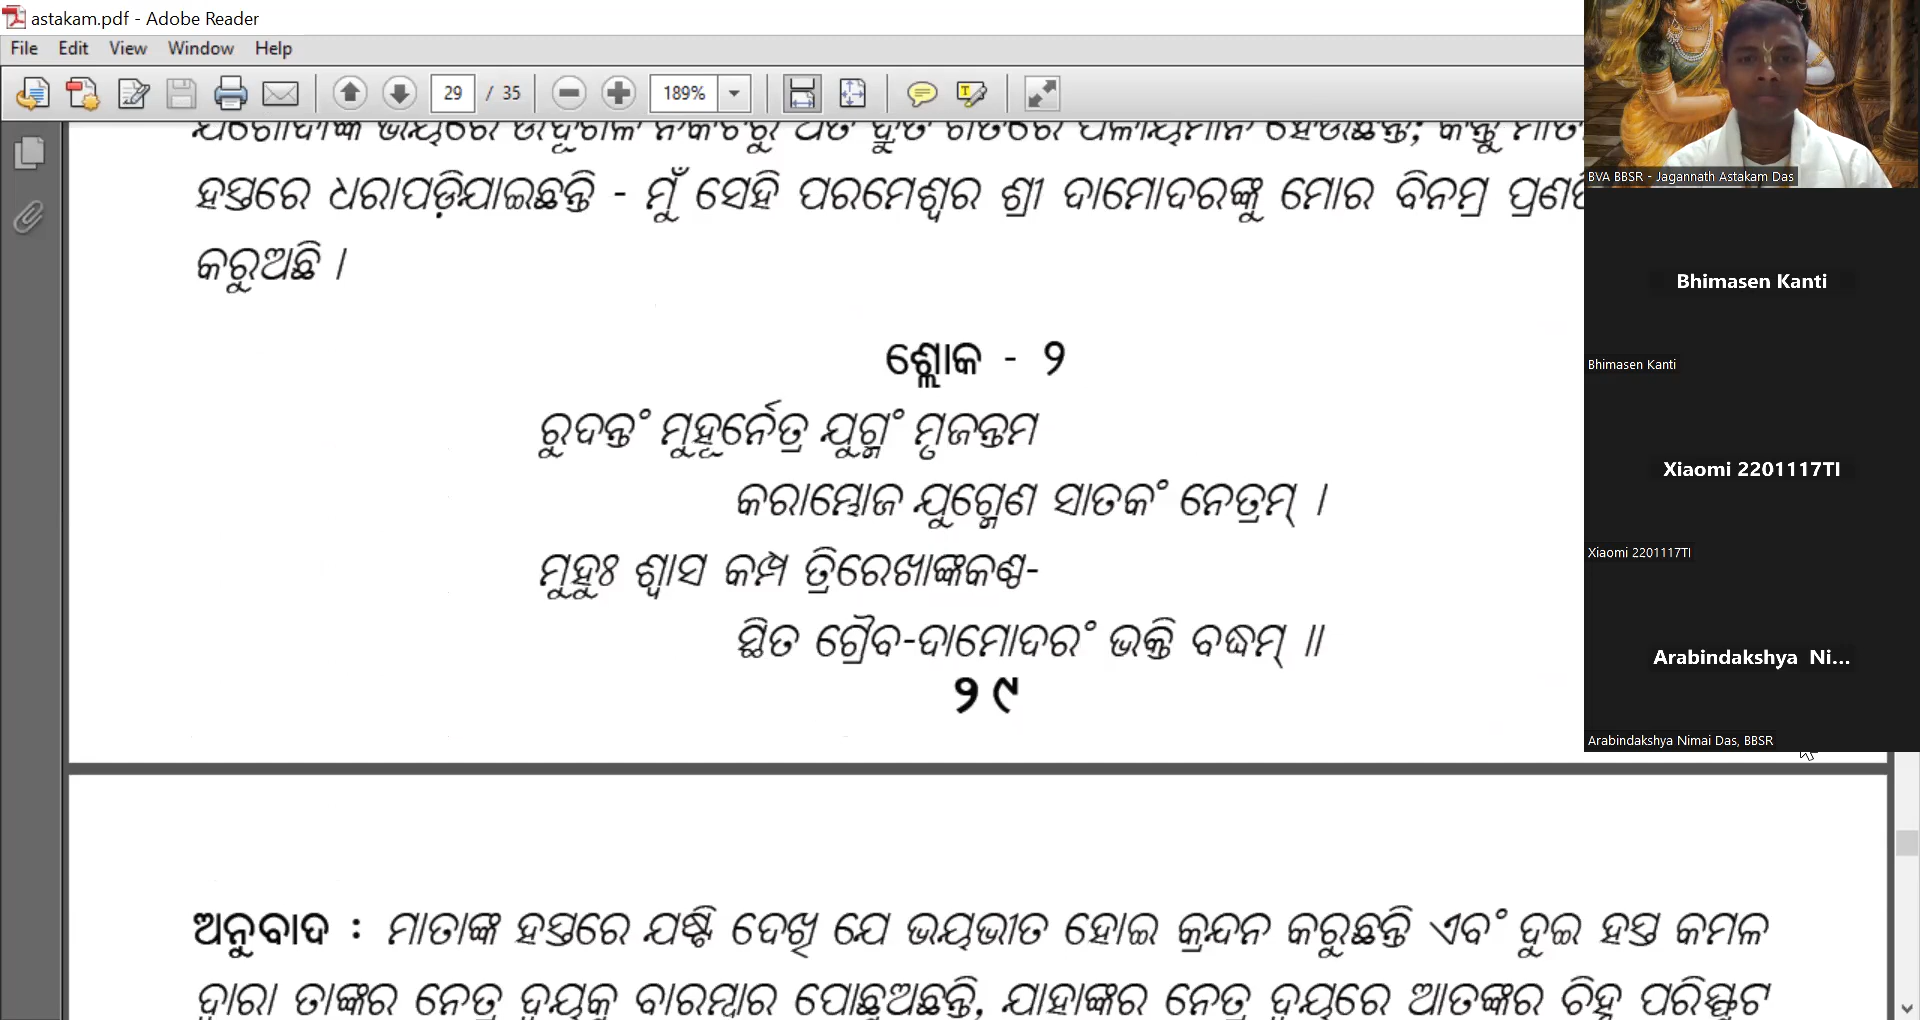 astakam.pdf - Adobe Reader
File Edit View Window Help
29 / 35 189%
ହସ୍ତରେ ଧରାପଡ଼ିଯାଇଛନ୍ତି - ମୁଁ ସେହି ପରମେଶ୍ୱର ଶ୍ରୀ ଦାମୋଦରଙ୍କୁ ମୋର ବିନମ୍ର
କରୁଅଛି ।
ଶ୍ଲୋକ - ୨
ରୁଦନ୍ତଂ ମୁହୂର୍ନେତ୍ର ଯୁଗ୍ମଂ ମୃଜନ୍ତମ
କରାମ୍ଭୋଜ ଯୁଗ୍ମେଣ ସାତକଂ ନେତ୍ରମ୍ ।
ମୁହୁଃ ଶ୍ୱାସ କମ୍ପ ତ୍ରିରେଖାଙ୍କକଣ୍ଠ-
ସ୍ଥିତ ଗ୍ରୈବ-ଦାମୋଦରଂ ଭକ୍ତି ବଦ୍ଧମ୍ ॥
୨୯
ଅନୁବାଦ : ମାତାଙ୍କ ହସ୍ତରେ ଯଷ୍ଟି ଦେଖି ଯେ ଭୟଭୀତ ହୋଇ କ୍ରନ୍ଦନ କରୁଛନ୍ତି ଏବଂ ଦୁଇ ହସ୍ତ କମଳ
ଦ୍ୱାରା ତାଙ୍କର ନେତ୍ର ଦ୍ୱୟକୁ ବାରମ୍ବାର ପୋଛୁଅଛନ୍ତି, ଯାହାଙ୍କର ନେତ୍ର ଦ୍ୱୟରେ ଆତଙ୍କର ଚିହ୍ନ ପରିସ୍ଫୁଟ
BVA BBSR - Jagannath Astakam Das
Bhimasen Kanti
Bhimasen Kanti
Xiaomi 2201117TI
Xiaomi 2201117TI
Arabindakshya Ni...
Arabindakshya Nimai Das, BBSR